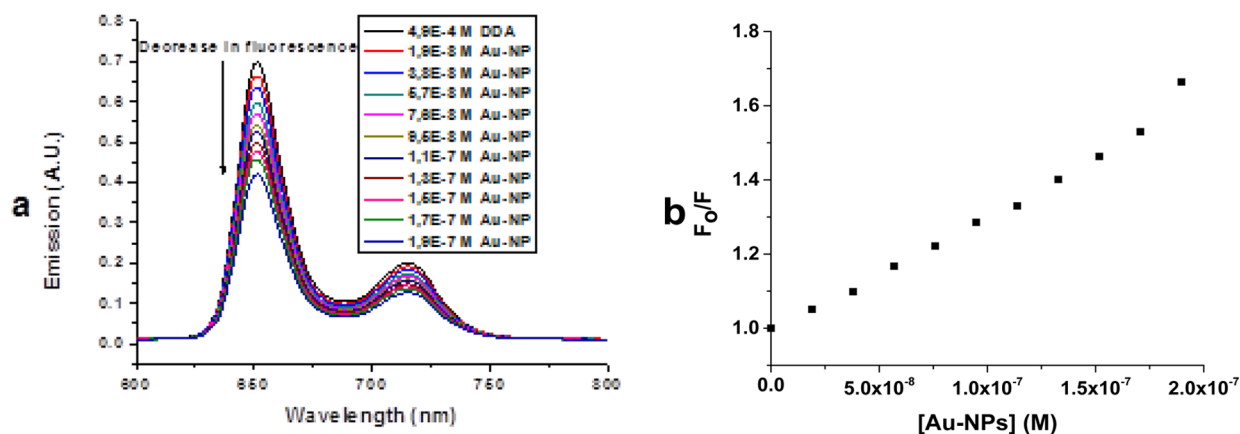 a
0.8
0.7
0.6
0.5
0.4
0.3
0.2
0.1
0.0
Emission (A.U.)
Decrease in fluorescence
4,9E-4 M DDA
1,9E-8 M Au-NP
3,8E-8 M Au-NP
5,7E-8 M Au-NP
7,6E-8 M Au-NP
9,5E-8 M Au-NP
1,1E-7 M Au-NP
1,3E-7 M Au-NP
1,5E-7 M Au-NP
1,7E-7 M Au-NP
1,9E-7 M Au-NP
600 650 700 750 800
Wavelength (nm)
b
F₀/F
1.8
1.6
1.4
1.2
1.0
0.0 5.0x10⁻⁸ 1.0x10⁻⁷ 1.5x10⁻⁷ 2.0x10⁻⁷
[Au-NPs] (M)